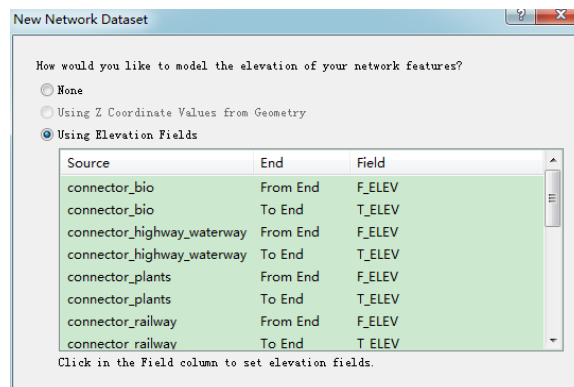 New Network Dataset
How would you like to model the elevation of your network features?
None
Using Z Coordinate Values from Geometry
Using Elevation Fields
Source End Field
connector_bio From End F_ELEV
connector_bio To End T_ELEV
connector_highway_waterway From End F_ELEV
connector_highway_waterway To End T_ELEV
connector_plants From End F_ELEV
connector_plants To End T_ELEV
connector_railway From End F_ELEV
connector_railway To End T_ELEV
Click in the Field column to set elevation fields.